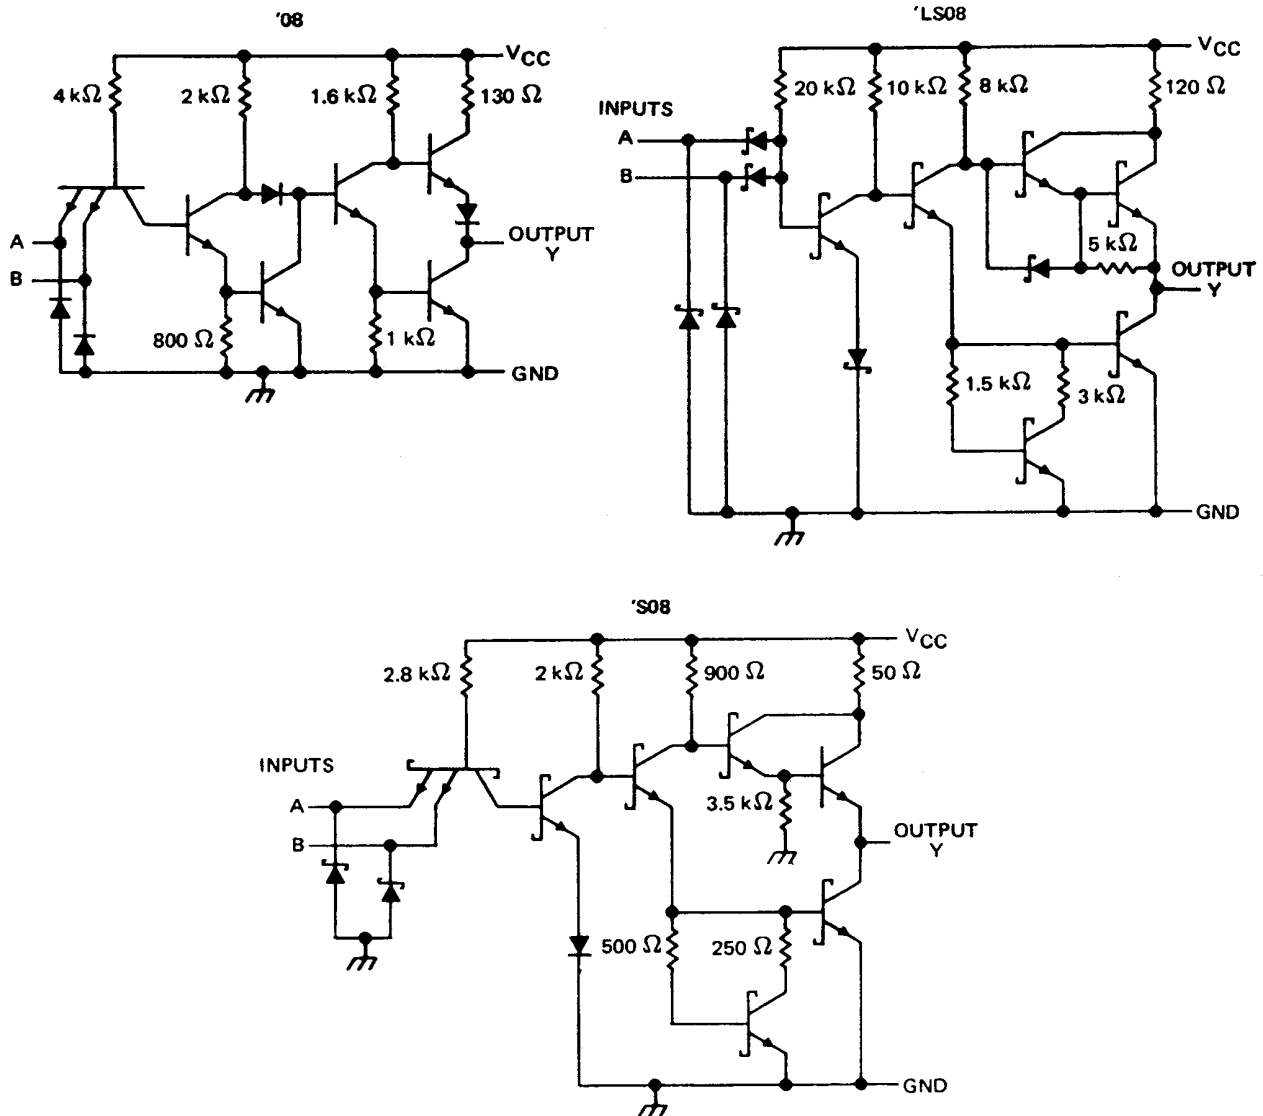 '08
VCC
4 kΩ
2 kΩ
1.6 kΩ
130 Ω
A
B
OUTPUT
Y
800 Ω
1 kΩ
GND
'LS08
VCC
20 kΩ
10 kΩ
8 kΩ
120 Ω
INPUTS
A
B
5 kΩ
OUTPUT
Y
1.5 kΩ
3 kΩ
GND
'S08
VCC
2.8 kΩ
2 kΩ
900 Ω
50 Ω
INPUTS
A
B
3.5 kΩ
OUTPUT
Y
500 Ω
250 Ω
GND